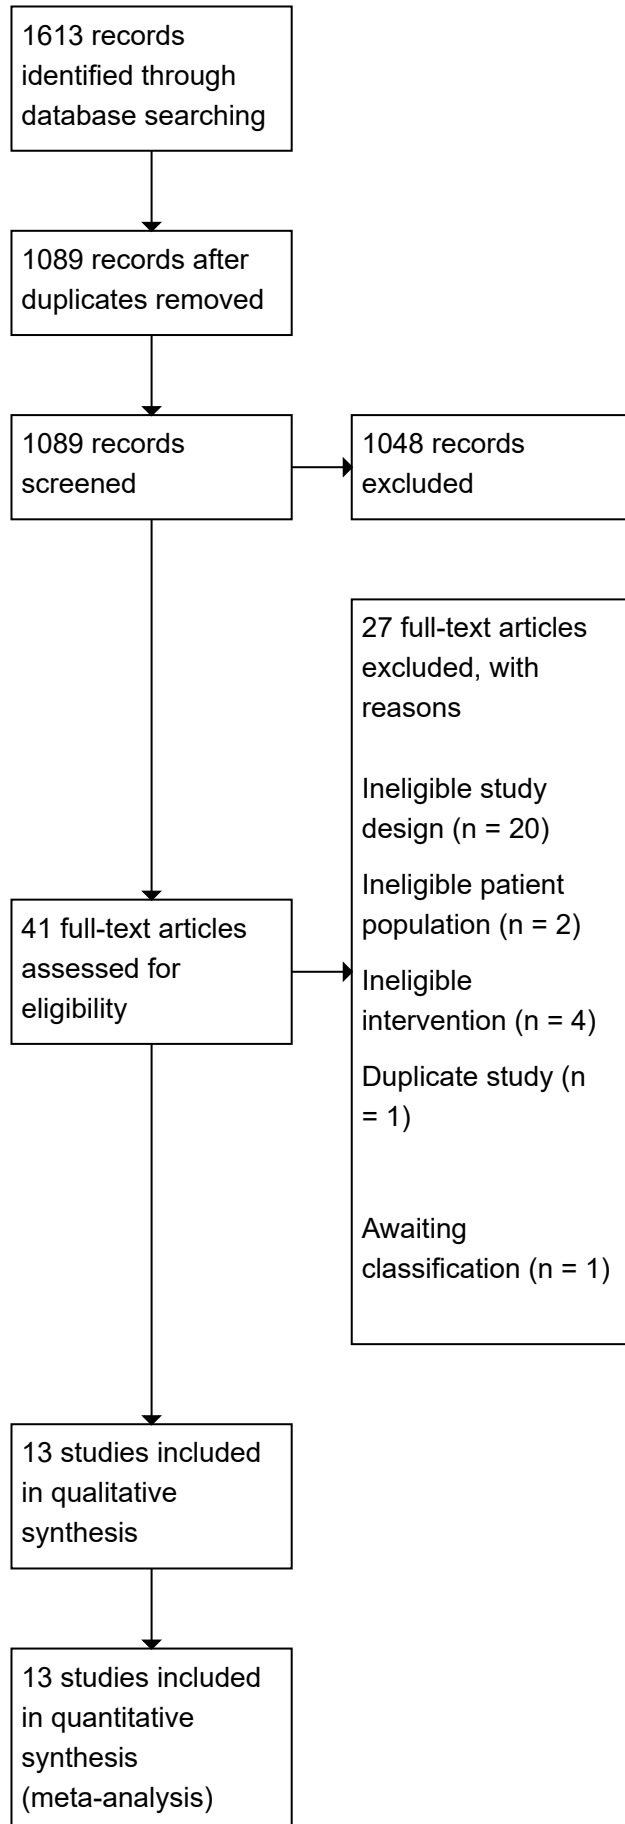 1613 records
identified through
database searching
1089 records after
duplicates removed
1089 records
screened
1048 records
excluded
27 full-text articles
excluded, with
reasons
Ineligible study
design (n = 20)
Ineligible patient
population (n = 2)
Ineligible
intervention (n = 4)
Duplicate study (n
= 1)
Awaiting
classification (n = 1)
41 full-text articles
assessed for
eligibility
13 studies included
in qualitative
synthesis
13 studies included
in quantitative
synthesis
(meta-analysis)